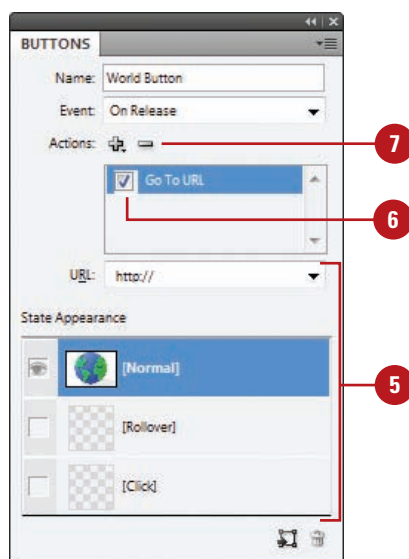 BUTTONS
Name: World Button
Event: On Release
Actions:
7
Go To URL
6
URL: http://
State Appearance
[Normal]
5
[Rollover]
[Click]